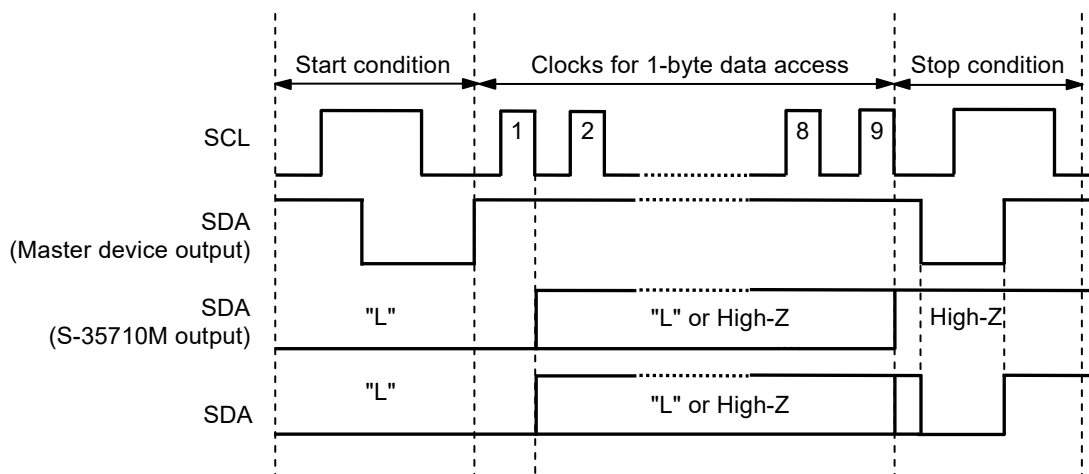 Start condition
Clocks for 1-byte data access
Stop condition
SCL
1
2
8
9
SDA
(Master device output)
SDA
(S-35710M output)
"L"
"L" or High-Z
High-Z
SDA
"L"
"L" or High-Z